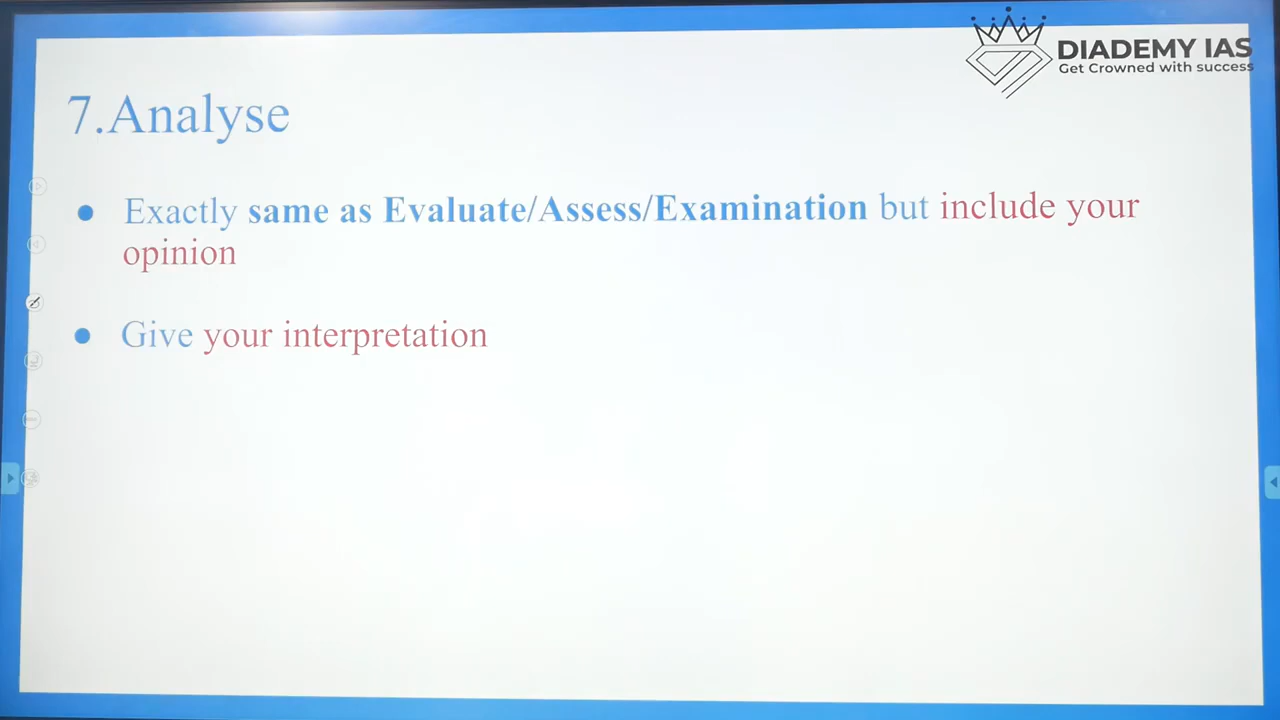 DIADEMY IAS
Get Crowned with success
7.Analyse
Exactly same as Evaluate/Assess/Examination but include your
opinion
Give your interpretation